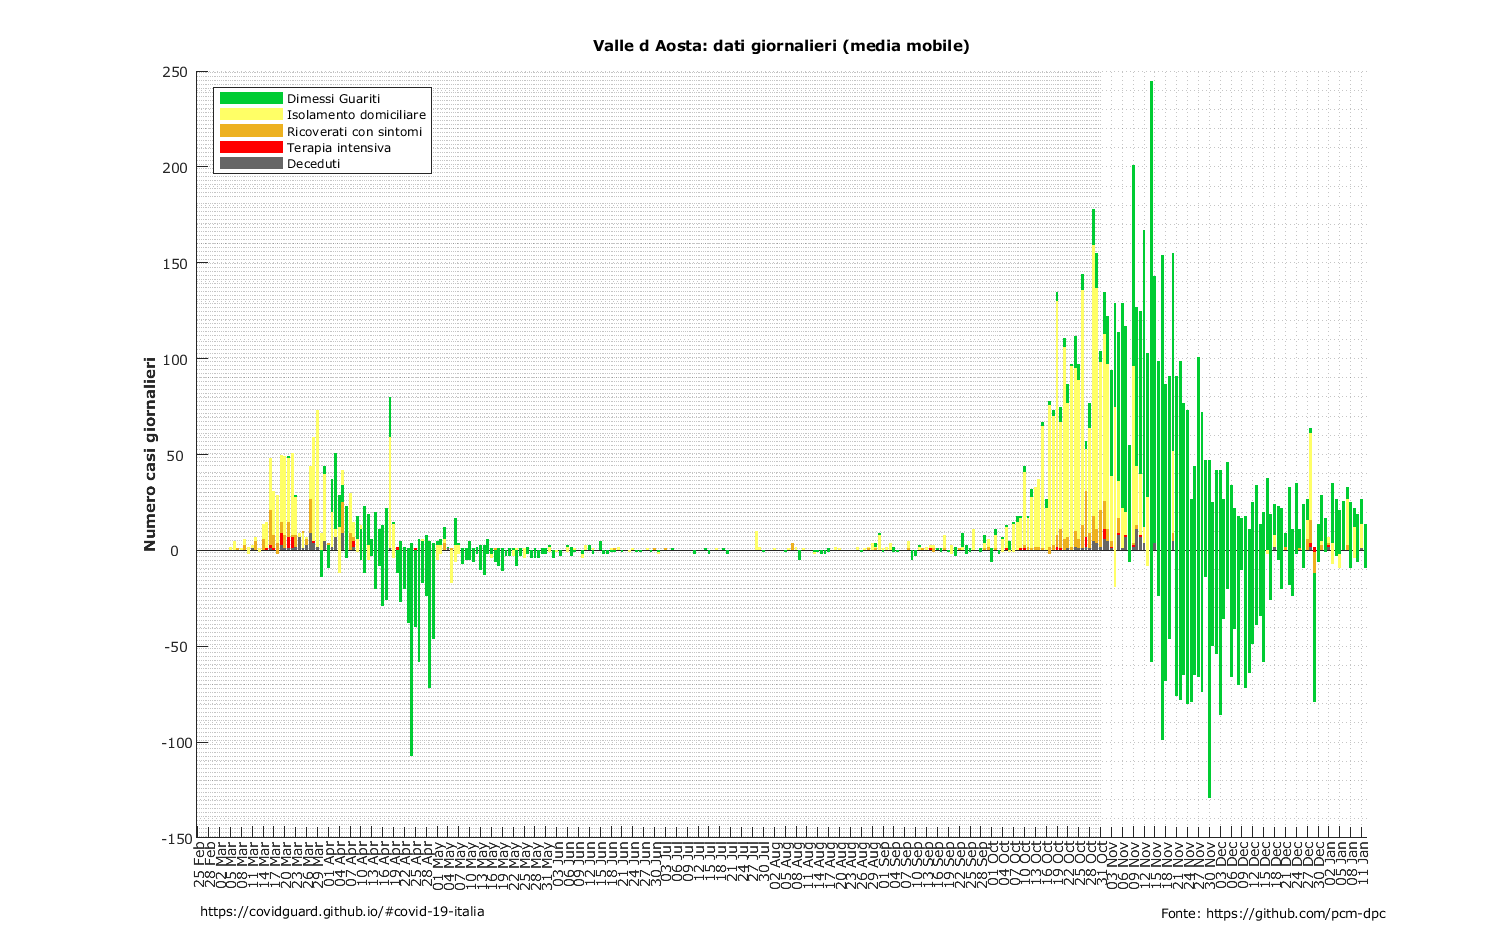 Valle d Aosta: dati giornalieri (media mobile)
250
200
150
100
50
0
-50
-100
-150
Numero casi giornalieri
Dimessi Guariti
Isolamento domiciliare
Ricoverati con sintomi
Terapia intensiva
Deceduti
25 Feb
28 Feb
02 Mar
05 Mar
08 Mar
11 Mar
14 Mar
17 Mar
20 Mar
23 Mar
26 Mar
29 Mar
01 Apr
04 Apr
07 Apr
10 Apr
13 Apr
16 Apr
19 Apr
22 Apr
25 Apr
28 Apr
01 May
04 May
07 May
10 May
13 May
16 May
19 May
22 May
25 May
28 May
31 May
03 Jun
06 Jun
09 Jun
12 Jun
15 Jun
18 Jun
21 Jun
24 Jun
27 Jun
30 Jun
03 Jul
06 Jul
09 Jul
12 Jul
15 Jul
18 Jul
21 Jul
24 Jul
27 Jul
30 Jul
02 Aug
05 Aug
08 Aug
11 Aug
14 Aug
17 Aug
20 Aug
23 Aug
26 Aug
29 Aug
01 Sep
04 Sep
07 Sep
10 Sep
13 Sep
16 Sep
19 Sep
22 Sep
25 Sep
28 Sep
01 Oct
04 Oct
07 Oct
10 Oct
13 Oct
16 Oct
19 Oct
22 Oct
25 Oct
28 Oct
31 Oct
03 Nov
06 Nov
09 Nov
12 Nov
15 Nov
18 Nov
21 Nov
24 Nov
27 Nov
30 Nov
03 Dec
06 Dec
09 Dec
12 Dec
15 Dec
18 Dec
21 Dec
24 Dec
27 Dec
30 Dec
02 Jan
05 Jan
08 Jan
11 Jan
https://covidguard.github.io/#covid-19-italia
Fonte: https://github.com/pcm-dpc